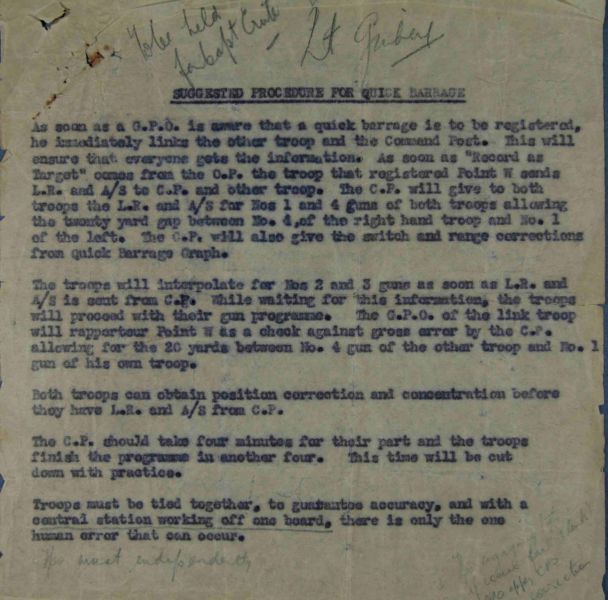 To be held
for Capt
Lt
SUGGESTED PROCEDURE FOR QUICK BARRAGE
As soon as a G.P.O. is aware that a quick barrage is to be registered,
he immediately links the other troop and the Command Post. This will
ensure that everyone gets the information. As soon as "Record as
Target" comes from the O.P. the troop that registered Point W sends
L.R. and A/S to C.P. and other troop. The C.P. will give to both
troops the L.R. and A/S for Nos 1 and 4 guns of both troops allowing
the twenty yard gap between No. 4, of the right hand troop and No. 1
of the left. The C.P. will also give the switch and range corrections
from Quick Barrage Graph.
The troops will interpolate for Nos 2 and 3 guns as soon as L.R. and
A/S is sent from C.P. While waiting for this information, the troops
will proceed with their gun programme. The G.P.O. of the link troop
will rapporteur Point W as a check against gross error by the C.P.
allowing for the 20 yards between No. 4 gun of the other troop and No. 1
gun of his own troop.
Both troops can obtain position correction and concentration before
they have L.R. and A/S from C.P.
The C.P. should take four minutes for their part and the troops
finish the programme in another four. This time will be cut
down with practice.
Troops must be tied together, to guarantee accuracy, and with a
central station working off one board, there is only the one
human error that can occur.
must independently
correction